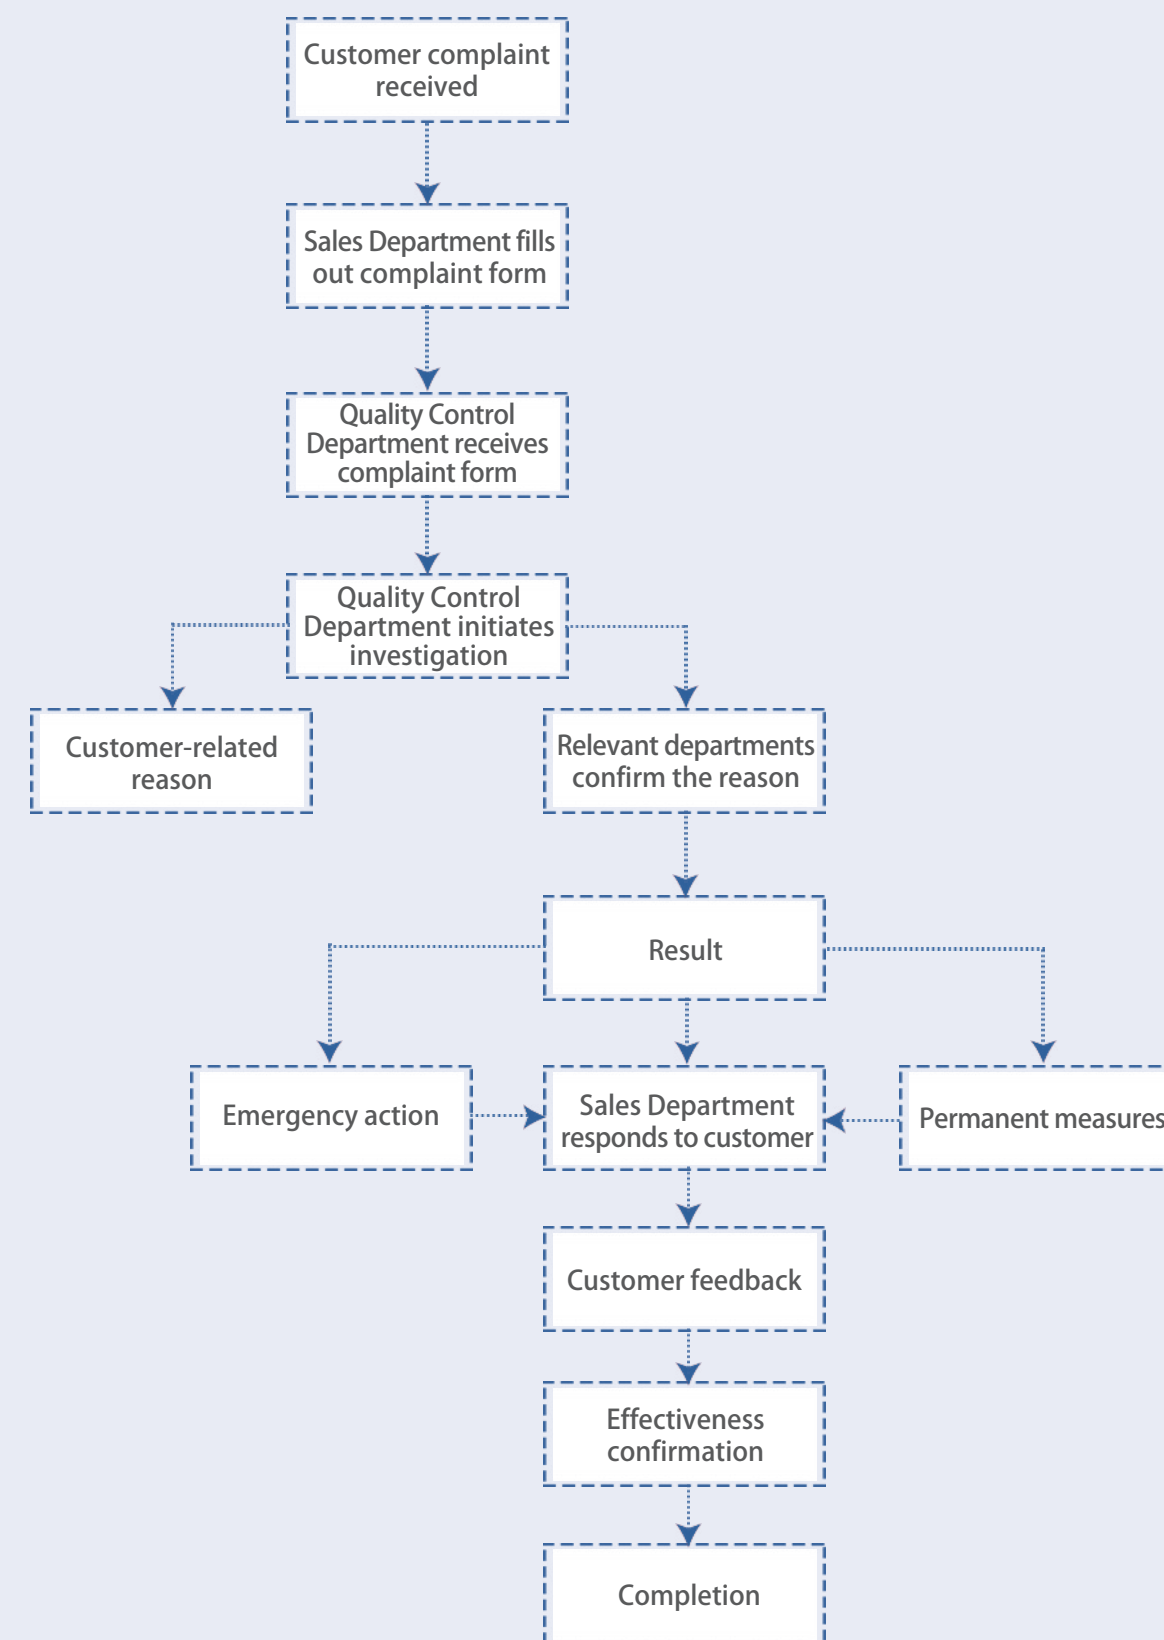 Customer complaint
received
Sales Department fills
out complaint form
Quality Control
Department receives
complaint form
Quality Control
Department initiates
investigation
Customer-related
reason
Relevant departments
confirm the reason
Result
Emergency action
Sales Department
responds to customer
Permanent measures
Customer feedback
Effectiveness
confirmation
Completion